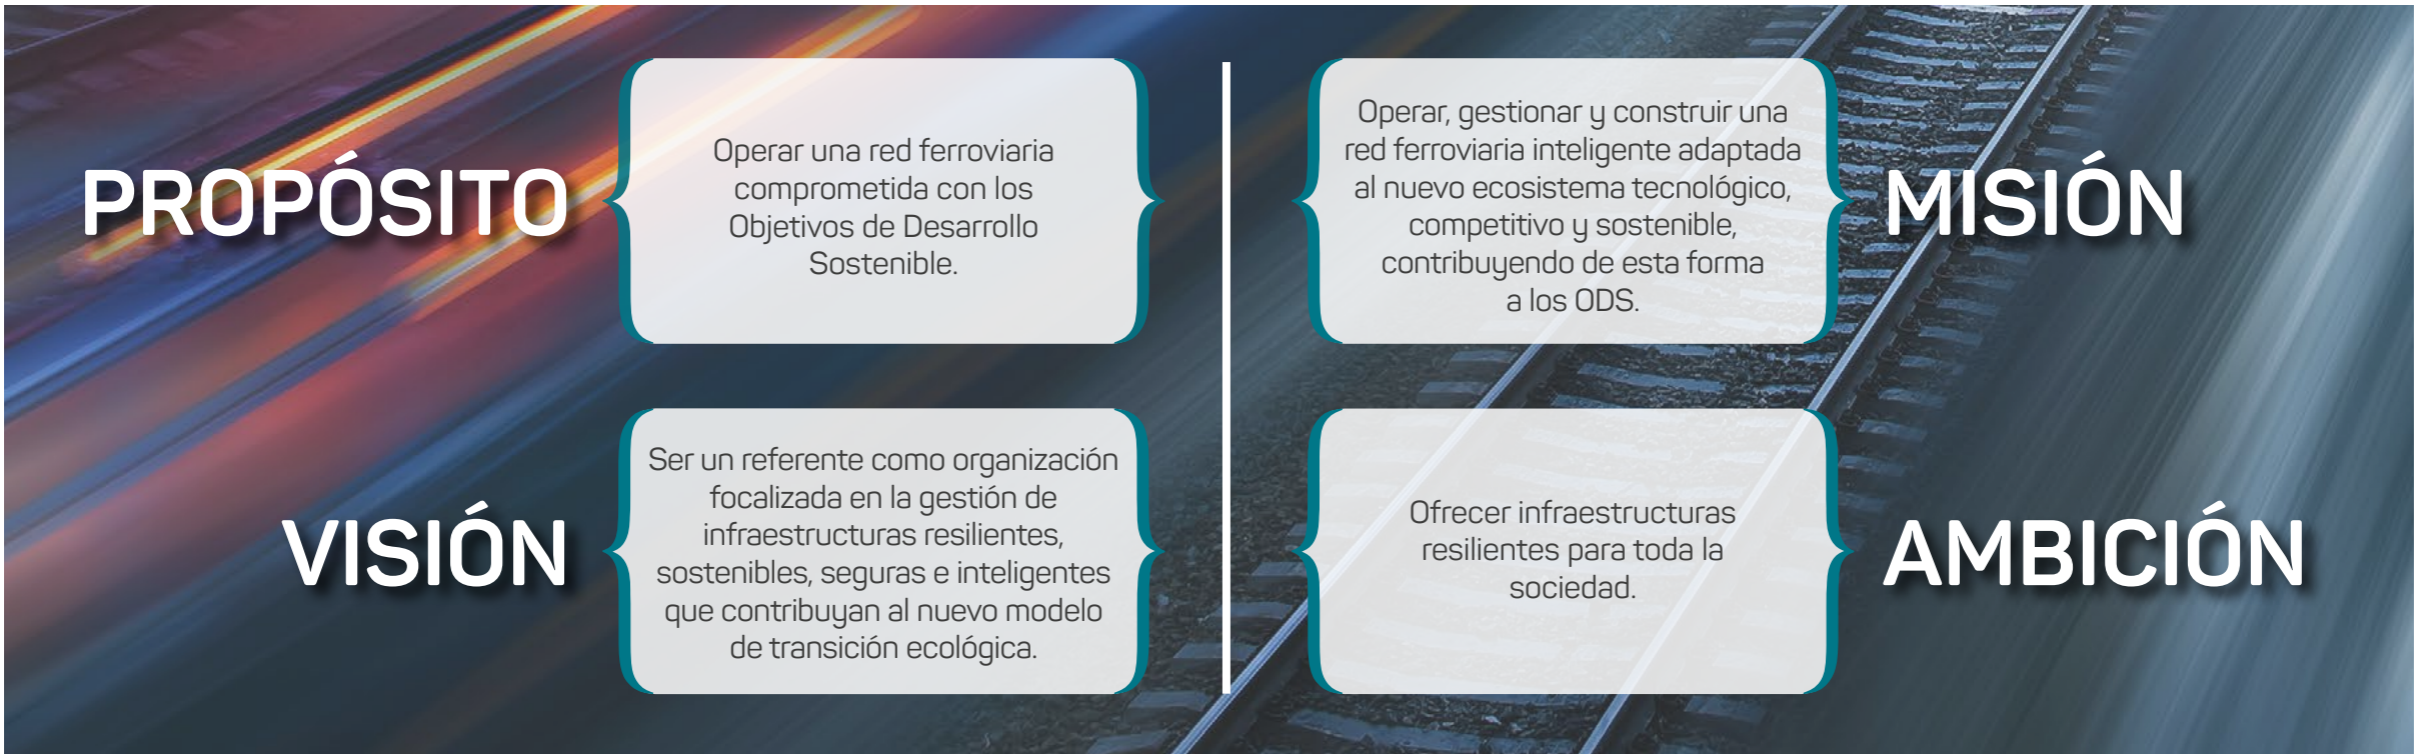 PROPÓSITO
Operar una red ferroviaria
comprometida con los
Objetivos de Desarrollo
Sostenible.
Operar, gestionar y construir una
red ferroviaria inteligente adaptada
al nuevo ecosistema tecnológico,
competitivo y sostenible,
contribuyendo de esta forma
a los ODS.
MISIÓN
VISIÓN
Ser un referente como organización
focalizada en la gestión de
infraestructuras resilientes,
sostenibles, seguras e inteligentes
que contribuyan al nuevo modelo
de transición ecológica.
Ofrecer infraestructuras
resilientes para toda la
sociedad.
AMBICIÓN